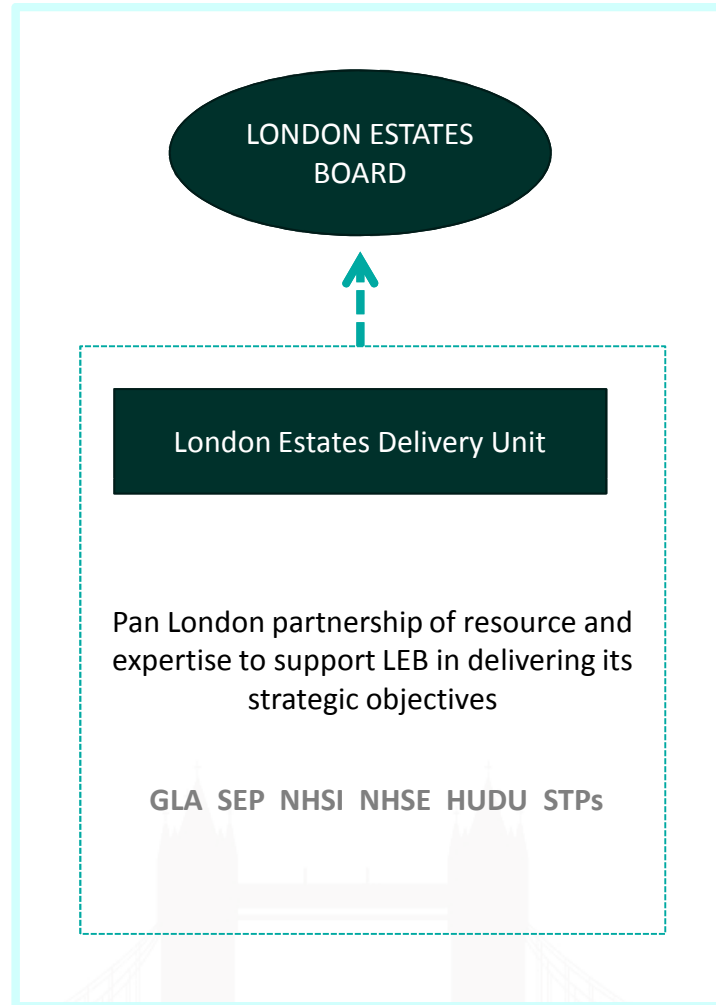 LONDON ESTATES
BOARD
London Estates Delivery Unit
Pan London partnership of resource and
expertise to support LEB in delivering its
strategic objectives
GLA SEP NHSI NHSE HUDU STPs